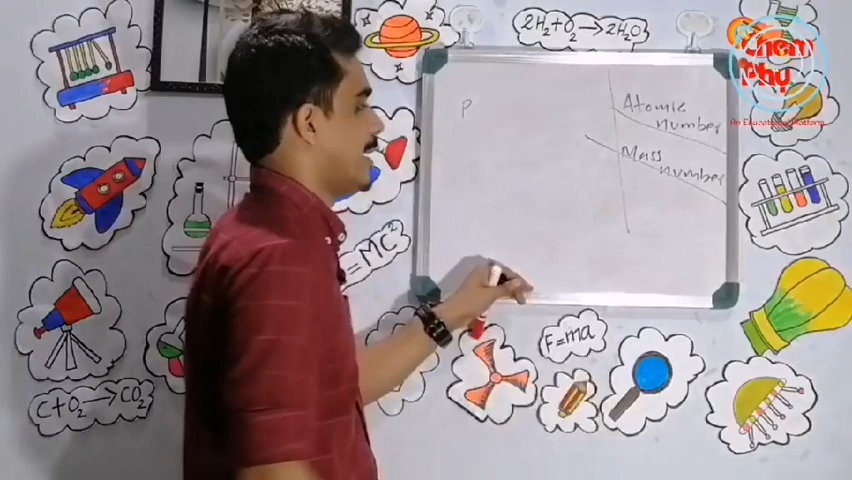 2H₂+O₂→2H₂O
Chem
Phy
An Educational Platform
P
Atomic
number
Mass
number
=MC²
F=ma
C+O₂→CO₂